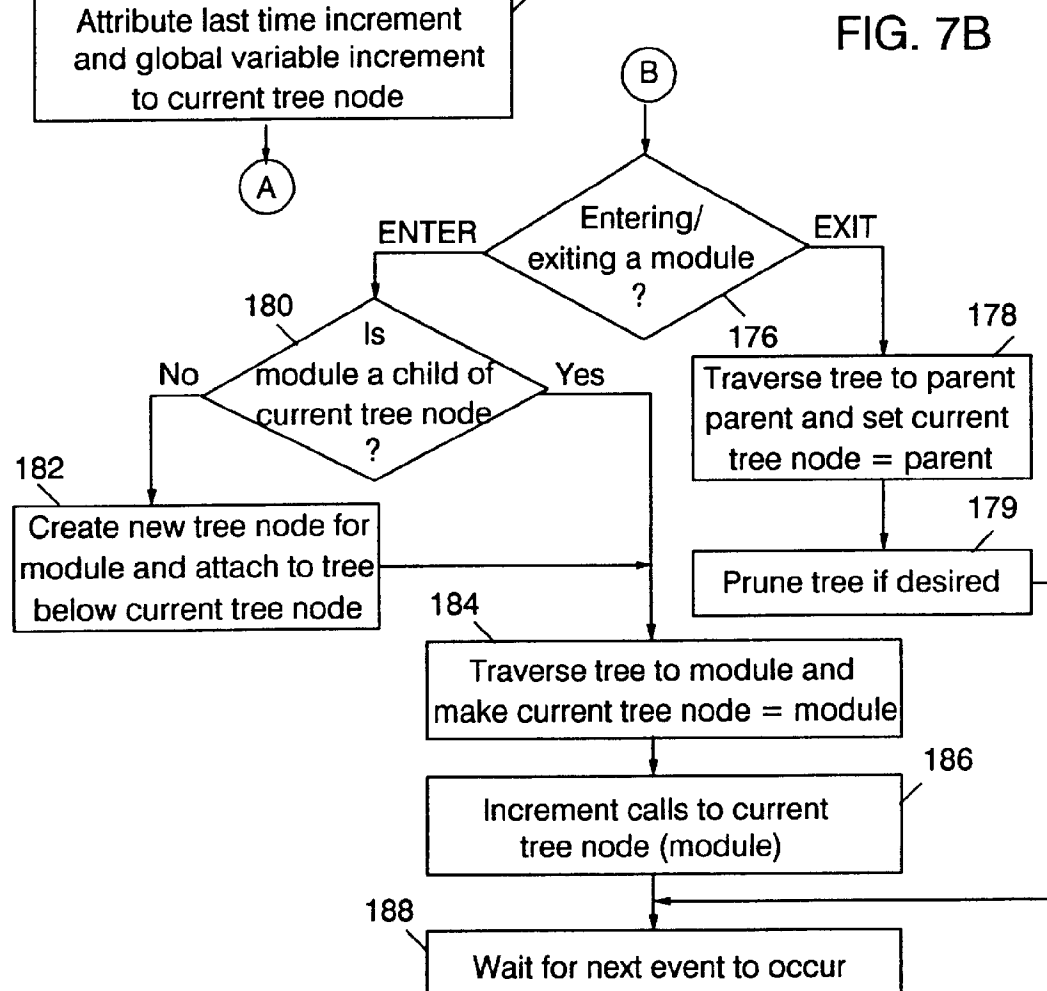 Attribute last time increment
and global variable increment
to current tree node
FIG. 7B
B
A
Entering/
exiting a module
?
ENTER
EXIT
176
180
Is
module a child of
current tree node
?
No
Yes
178
Traverse tree to parent
parent and set current
tree node = parent
182
Create new tree node for
module and attach to tree
below current tree node
179
Prune tree if desired
184
Traverse tree to module and
make current tree node = module
186
Increment calls to current
tree node (module)
188
Wait for next event to occur